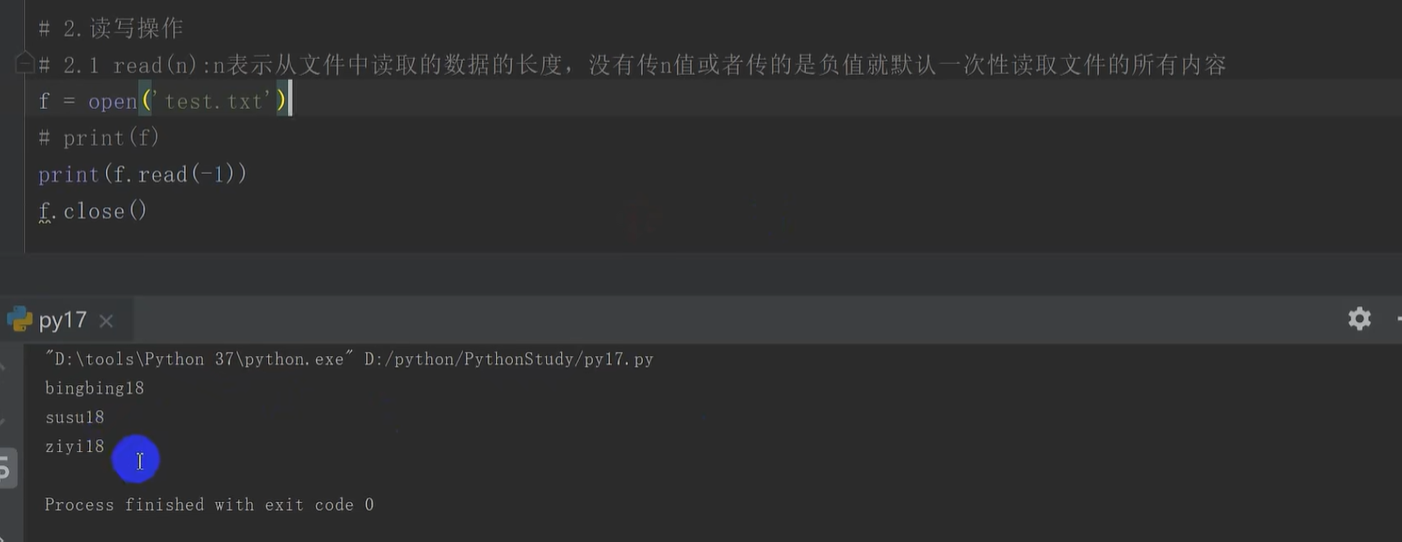 # 2.读写操作
# 2.1 read(n):n表示从文件中读取的数据的长度，没有传n值或者传的是负值就默认一次性读取文件的所有内容
f = open('test.txt')
# print(f)
print(f.read(-1))
f.close()
py17
"D:\tools\Python 37\python.exe" D:/python/PythonStudy/py17.py
bingbing18
susu18
ziyi18
Process finished with exit code 0